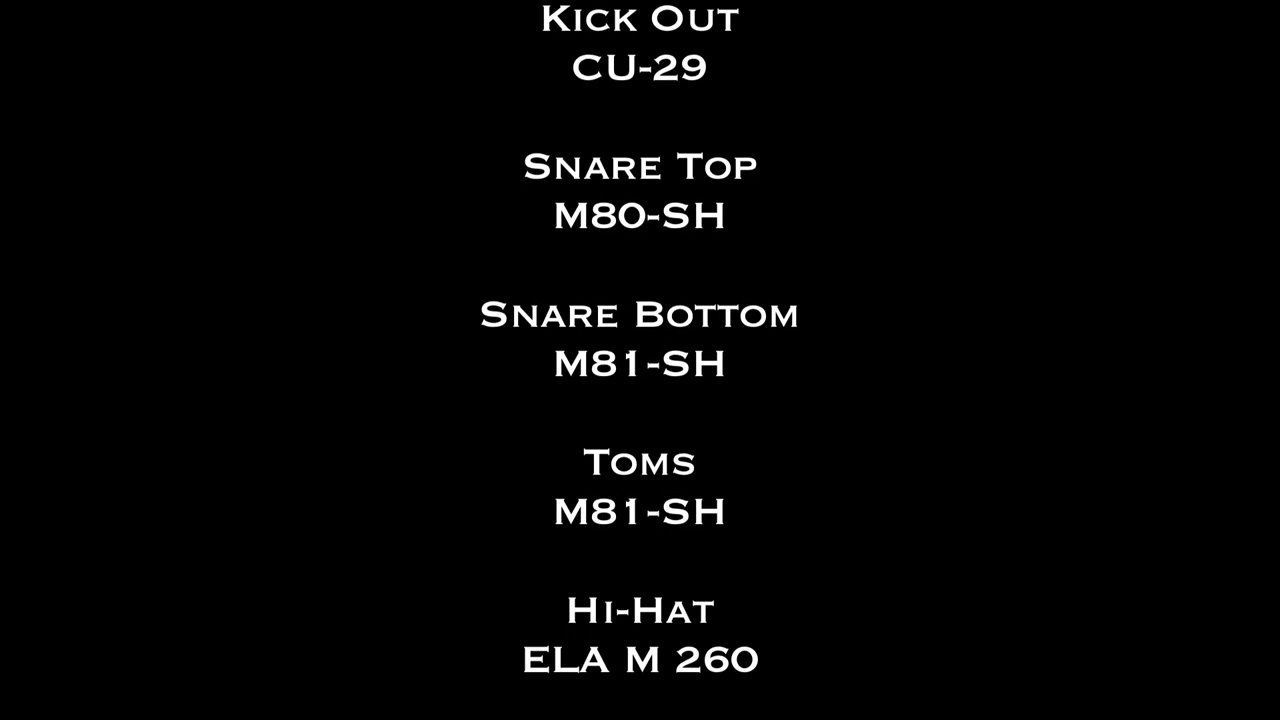 Kick Out
CU-29
Snare Top
M80-SH
Snare Bottom
M81-SH
Toms
M81-SH
Hi-Hat
ELA M 260